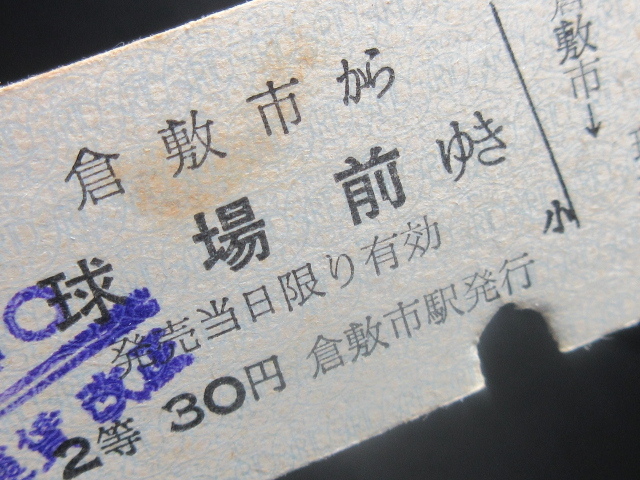 倉敷市から
球場前ゆき
発売当日限り有効
2等 30円 倉敷市駅発行
倉敷市→
小